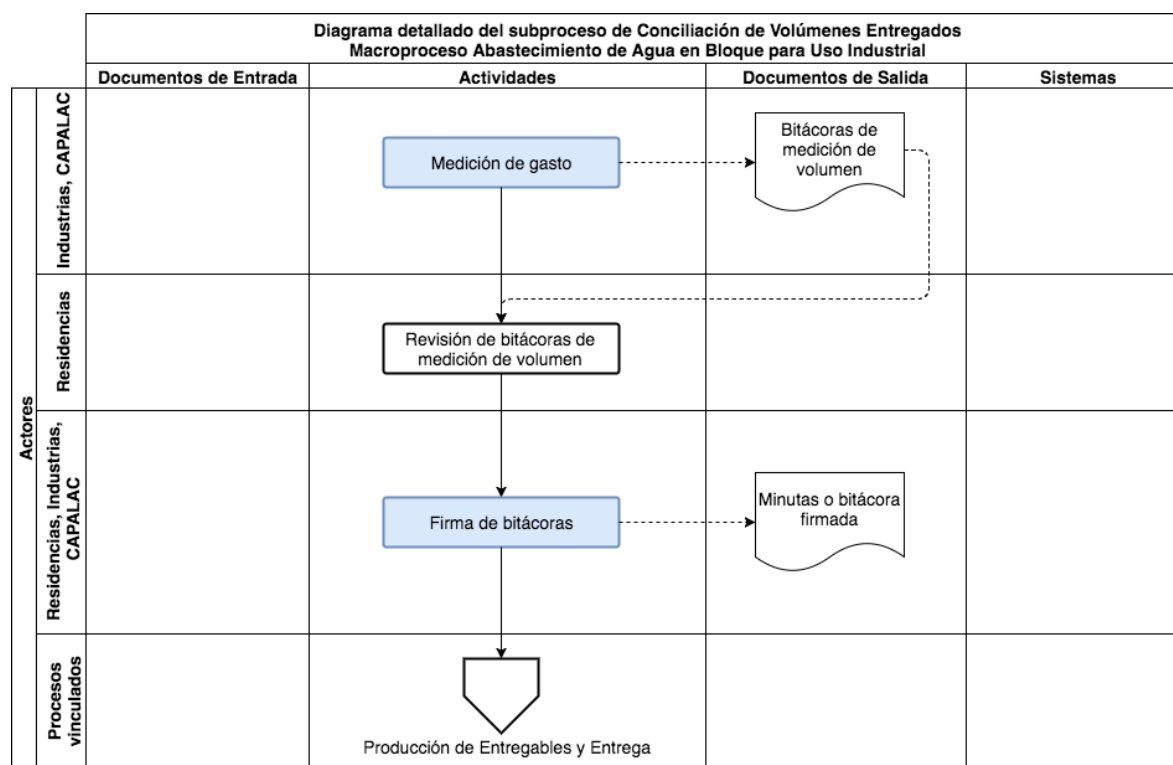 Diagrama detallado del subproceso de Conciliación de Volúmenes Entregados
Macroproceso Abastecimiento de Agua en Bloque para Uso Industrial
Documentos de Entrada
Actividades
Documentos de Salida
Sistemas
Actores
Industrias, CAPALAC
Medición de gasto
Bitácoras de
medición de
volumen
Residencias
Revisión de bitácoras de
medición de volumen
Residencias, Industrias,
CAPALAC
Firma de bitácoras
Minutas o bitácora
firmada
Procesos
vinculados
Producción de Entregables y Entrega